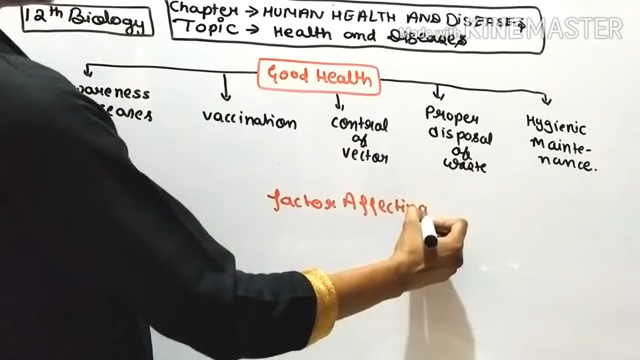 12th Biology
Chapter → HUMAN HEALTH AND DISEASES
Topic → Health and Diseases
Made with KINEMASTER
Good Health
vaccination
Control
of
vector
Proper
disposal
of
waste
Hygienic
Mainte-
nance.
factor Affecting